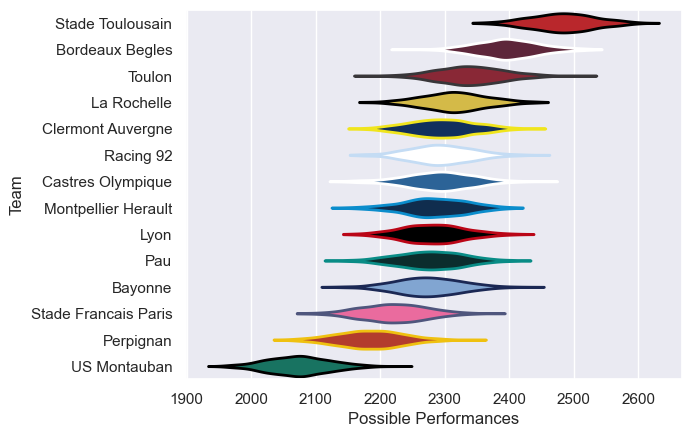 Stade Toulousain
Bordeaux Begles
Toulon
La Rochelle
Clermont Auvergne
Racing 92
Castres Olympique
Montpellier Herault
Lyon
Pau
Bayonne
Stade Francais Paris
Perpignan
US Montauban
Team
1900 2000 2100 2200 2300 2400 2500 2600
Possible Performances